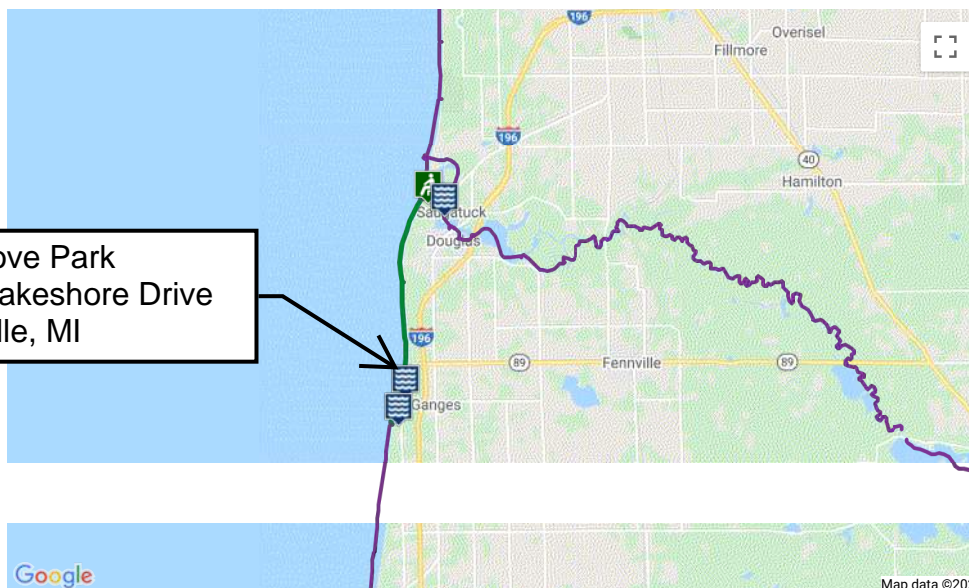 196
Overisel
Fillmore
196
40
Hamilton
Saugatuck
Douglas
ove Park
akeshore Drive
lle, MI
196
89
Fennville
89
Ganges
Google
Map data ©20